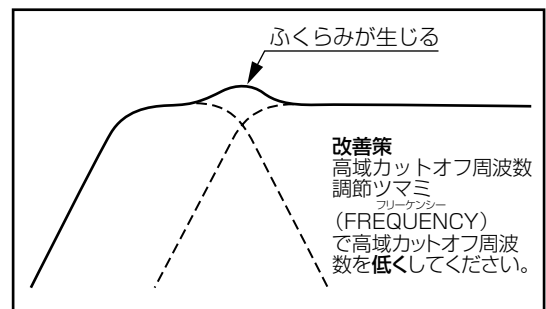 ふくらみが生じる
改善策
高域カットオフ周波数
調節ツマミ
フリーケンシー
（FREQUENCY）
で高域カットオフ周波
数を低くしてください。